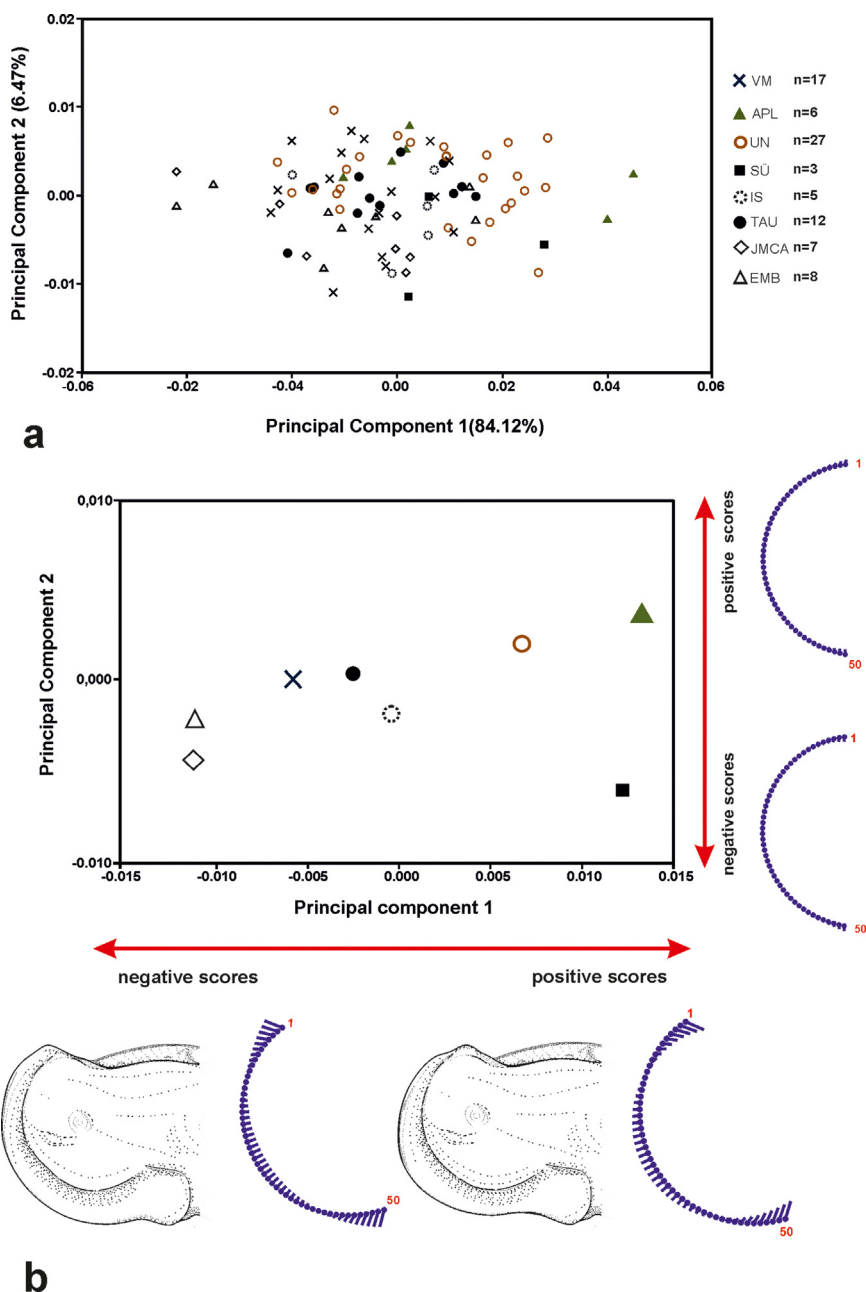 0.02
0.01
0.00
-0.01
-0.02
Principal Component 2 (6.47%)
-0.06
-0.02
-0.04
0.00
0.02
0.04
0.06
Principal Component 1(84.12%)
VM n=17
APL n=6
UN n=27
SÜ n=3
IS n=5
TAU n=12
JMCA n=7
EMB n=8
a
0,010
0,000
-0.010
Principal Component 2
-0.015
-0.010
-0.005
0.000
0.005
0.010
0.015
Principal component 1
positive scores
negative scores
1
50
1
50
negative scores
positive scores
1
50
1
50
b